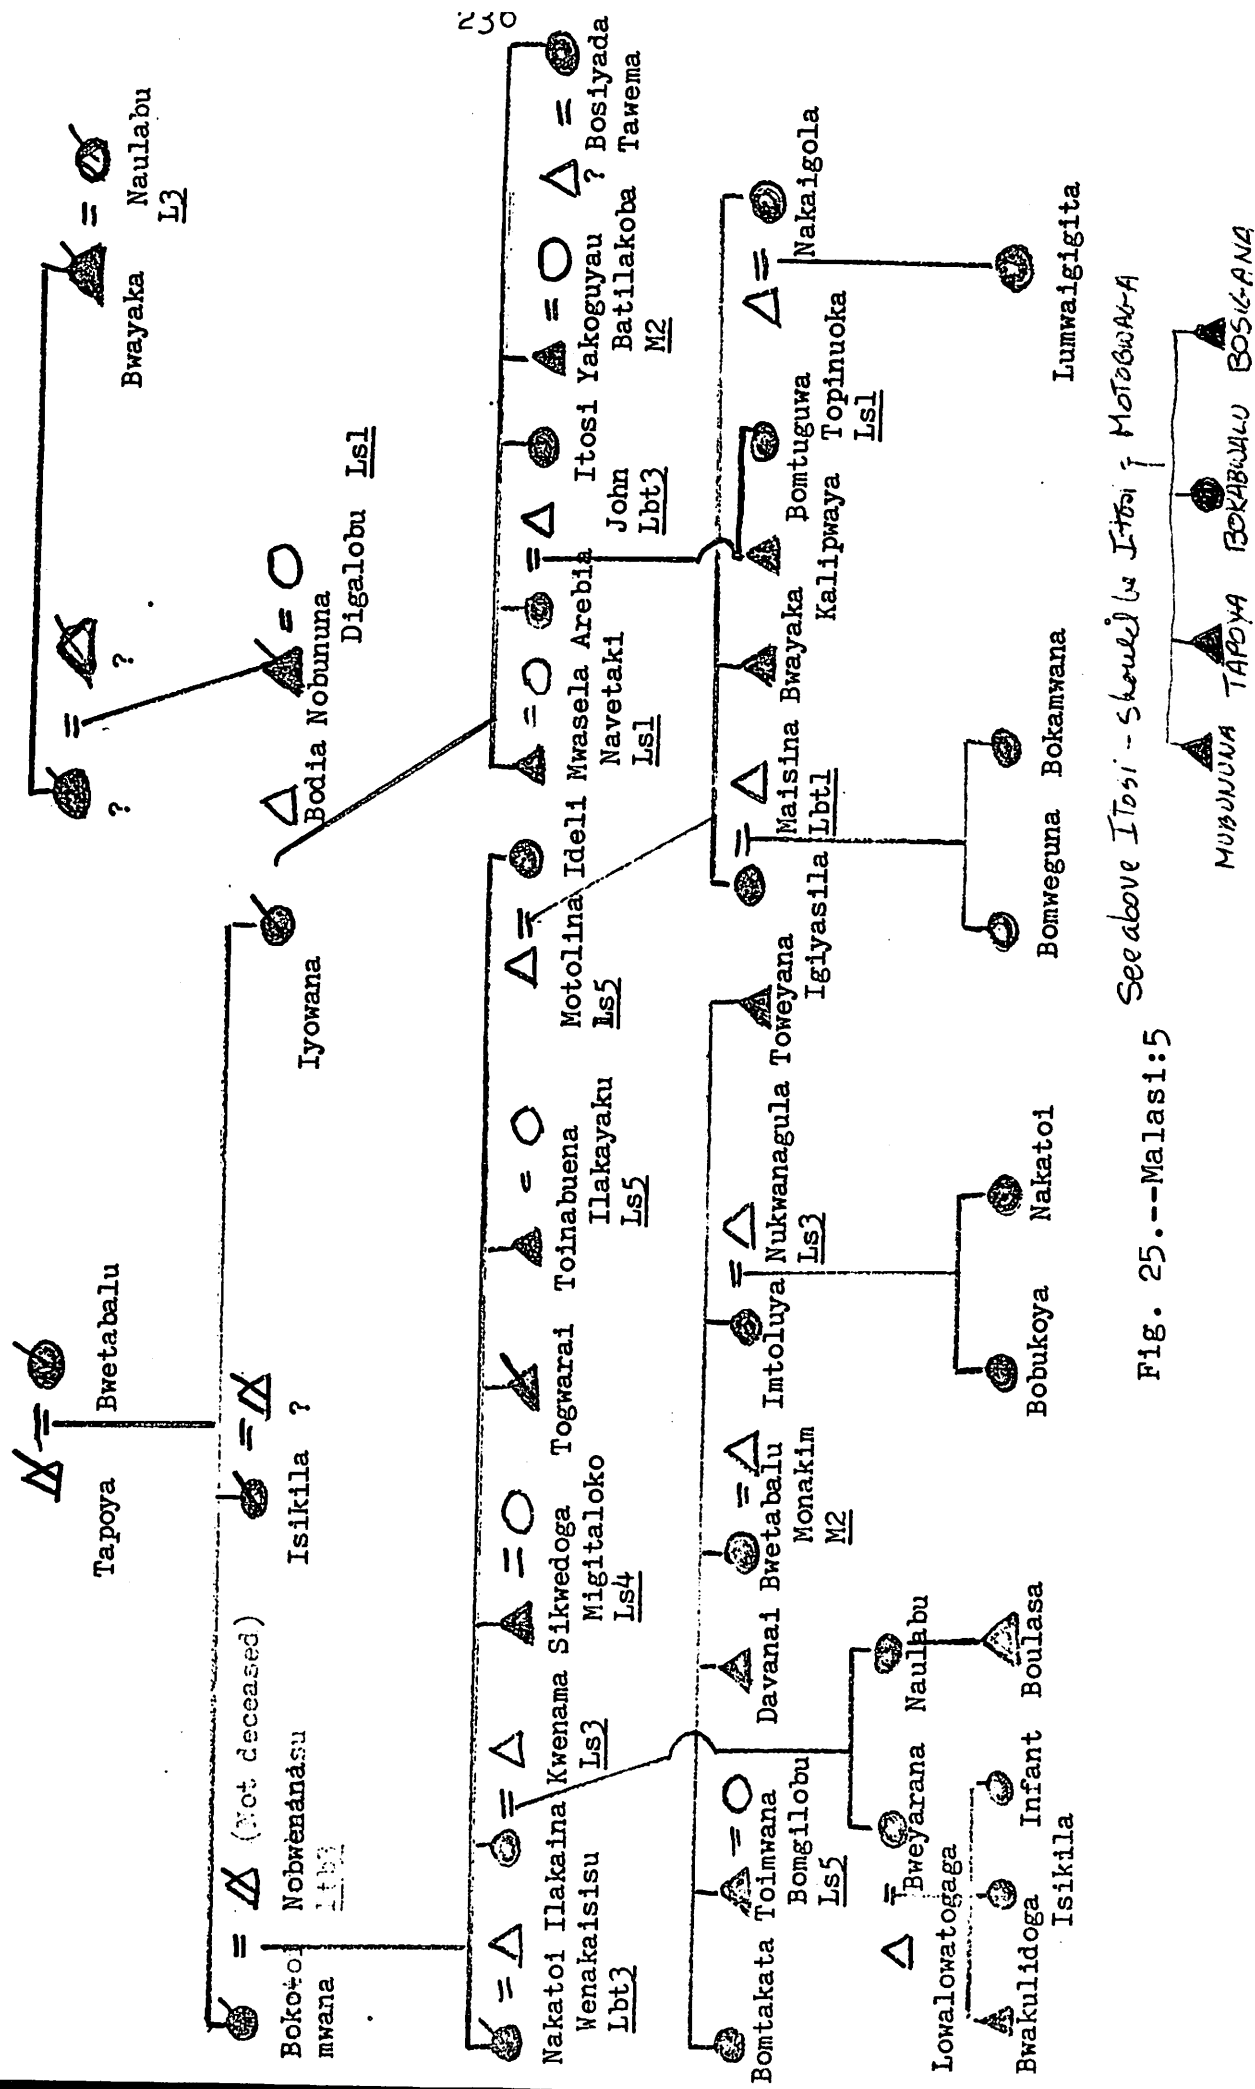 230
Tapoya Bwetabalu
? ?
Bwayaka Naulabu
L3
Isikila ?
Iyowana
Bodia Nobununa
Digalobu Ls1
Nobwenasu (Not deceased)
mwana
Nakatoi Ilakaina Kwenama Sikwedoga Togwarai Toinabuena Motolina Ideli Mwasela Arebia Itosi Yakoguyau ? Bosiyada
Wenakaisisu Migitaloko Ilakayaku Navetaki John Batilakoba Tawema
Lbt3 Ls3 Ls4 Ls5 Ls5 Ls1 Lbt3 M2
Bomtakata Toimwana Davanai Bwetabalu Imtoluya Nukwanagula Toweyana Maisina Bwayaka Bomtuguwa Nakaigola
Bomgilobu Monakim Ls3 Igiyasila Lbt1 Kalipwaya Topinuoka
Ls5 M2 Ls1
Bweyarana Naulabu
Lowalowatogaga
Bwakulidoga Infant Boulasa Bobukoya Nakatoi Bomweguna Bokamwana Lumwaigigita
Isikila
Fig. 25.--Malasi:5
See above Itosi - should be Itosi = MOTOBWAGA
MUBUNUNA TAPOYA BOKABWALU BOSIGANA